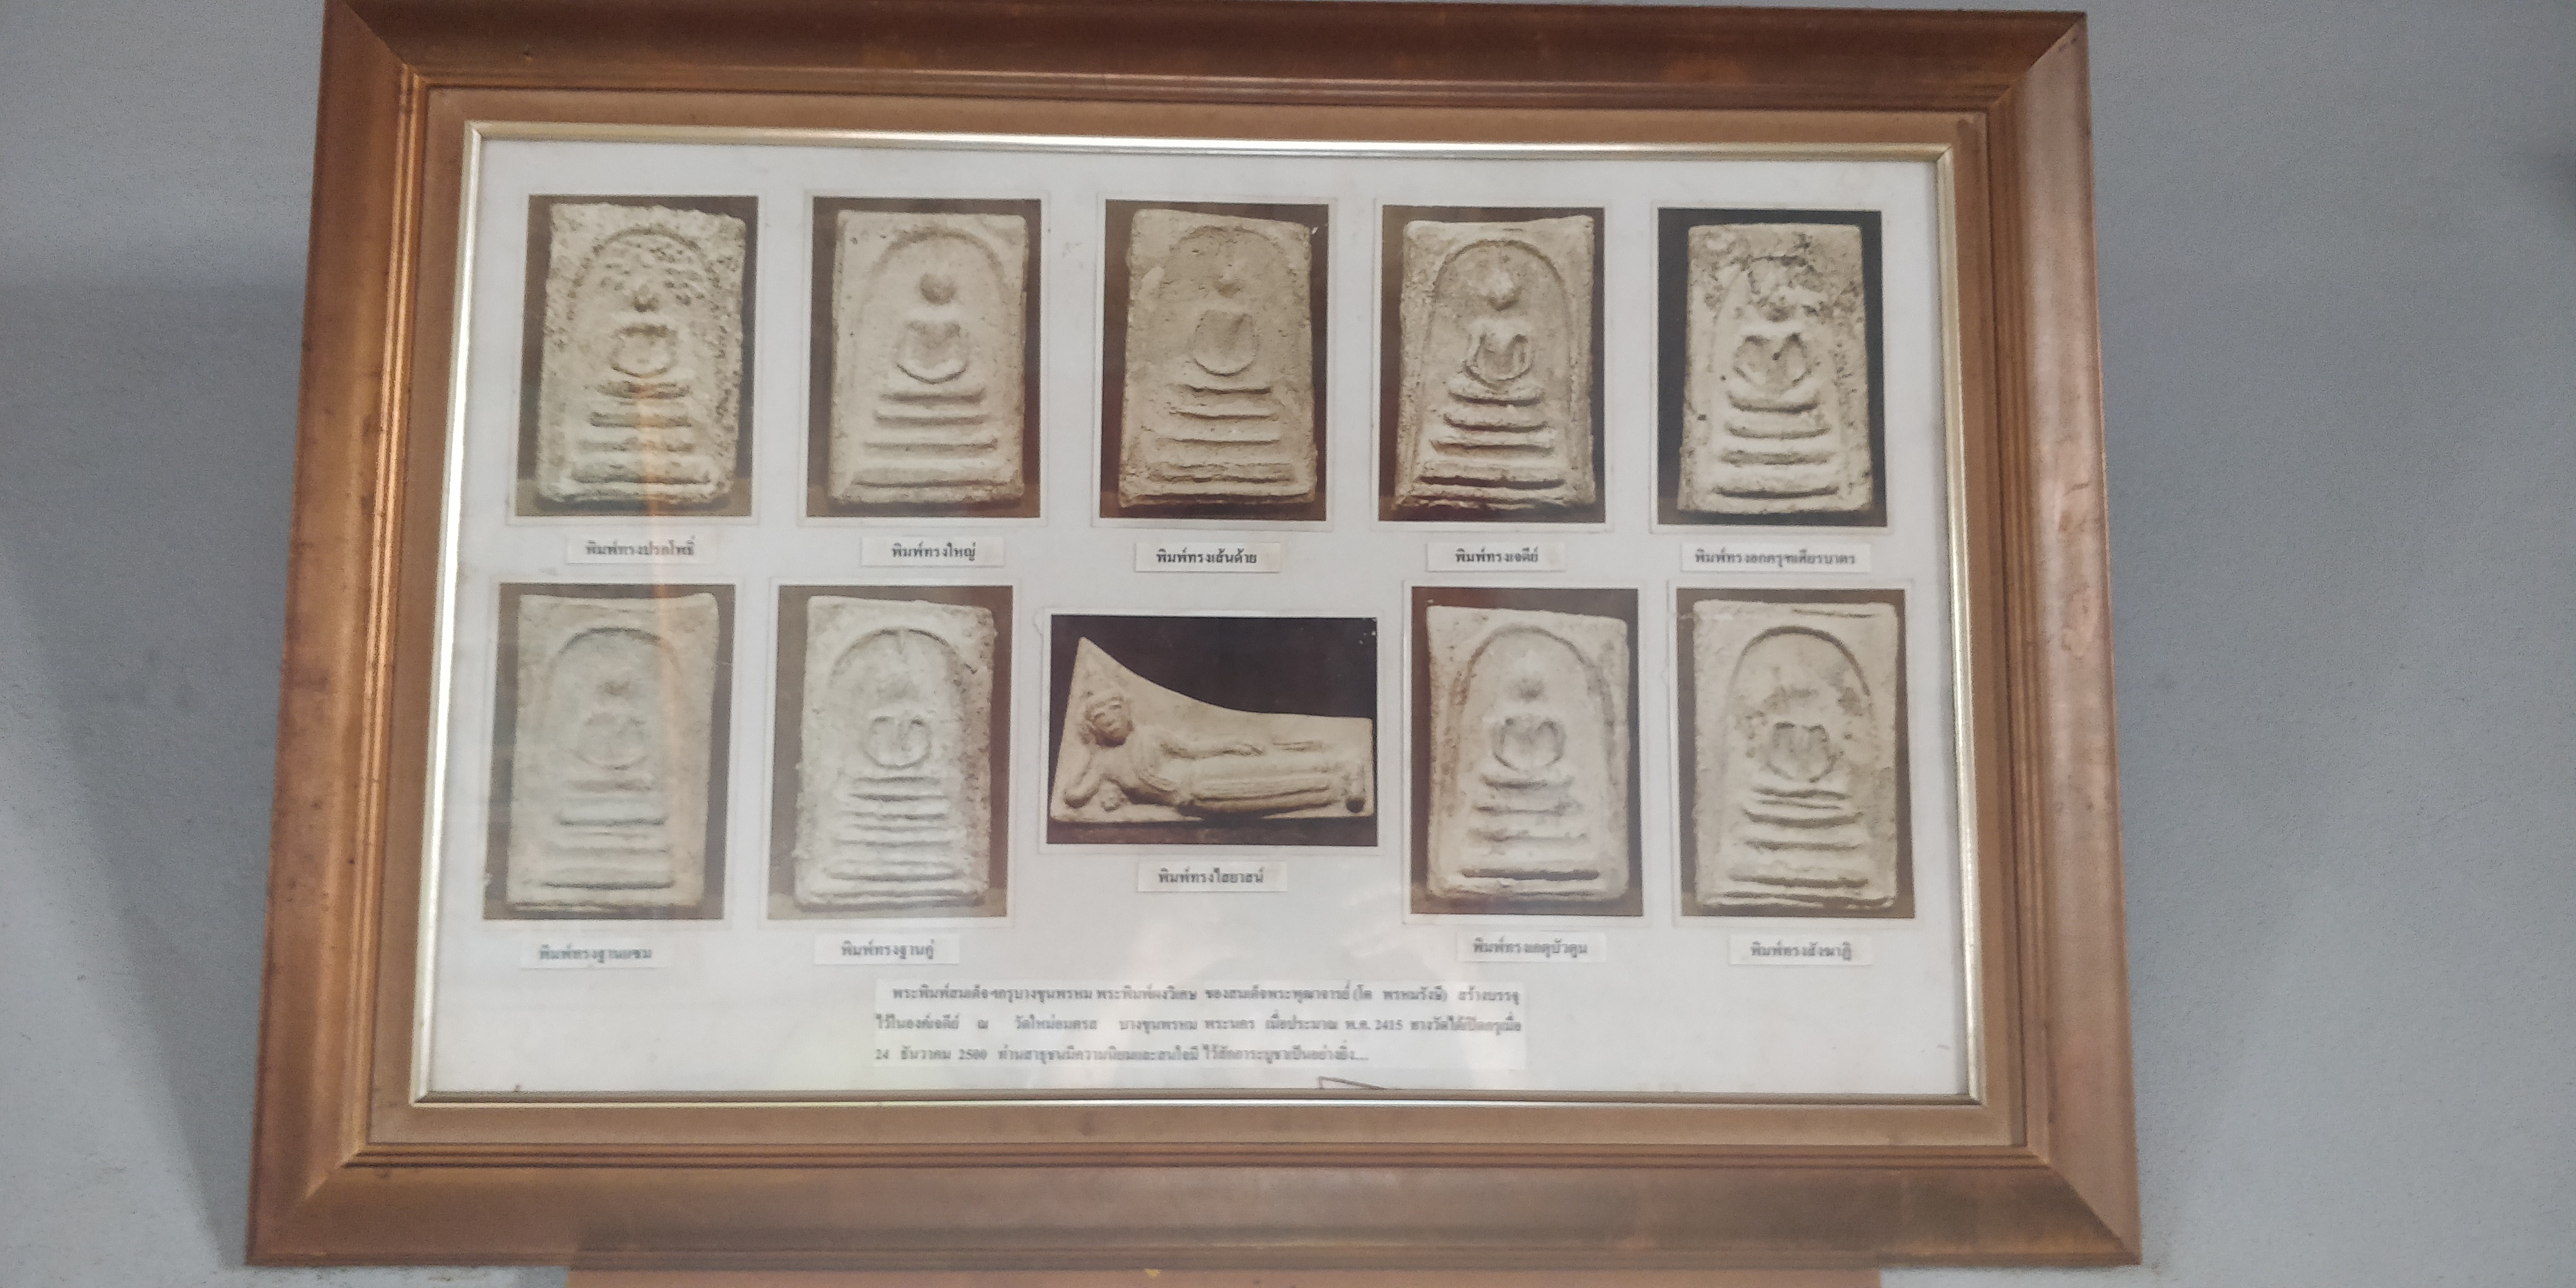 พิมพ์ทรงปรกโพธิ์
พิมพ์ทรงใหญ่
พิมพ์ทรงเส้นด้าย
พิมพ์ทรงเจดีย์
พิมพ์ทรงอกครุฑเศียรบาตร
พิมพ์ทรงฐานแซม
พิมพ์ทรงฐานคู่
พิมพ์ทรงไสยาสน์
พิมพ์ทรงเกตุบัวตูม
พิมพ์ทรงสังฆาฏิ
พระพิมพ์สมเด็จฯกรุบางขุนพรหม พระพิมพ์ผงวิเศษ ของสมเด็จพระพุฒาจารย์ (โต พรหมรังษี) สร้างบรรจุ
ไว้ในองค์เจดีย์ ณ วัดใหม่อมตรส บางขุนพรหม พระนคร เมื่อประมาณ พ.ศ. 2415 ทางวัดได้เปิดกรุเมื่อ
24 ธันวาคม 2500 ท่านสาธุชนมีความนิยมและสนใจมี ไว้สักการะบูชาเป็นอย่างยิ่ง....